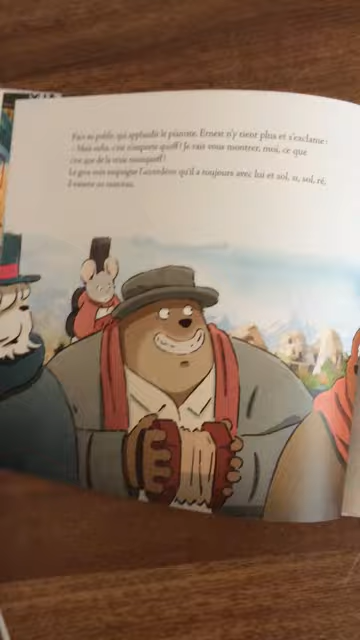 Face au public qui applaudit le pianiste, Ernest n'y tient plus et s'exclame :
– Mais enfin, c'est n'importe quoi !! Je vais vous montrer, moi, ce que
c'est que de la vraie musique !!
Le gros ours empoigne l'accordéon qu'il a toujours avec lui et sol, si, sol, ré,
il entame un morceau.